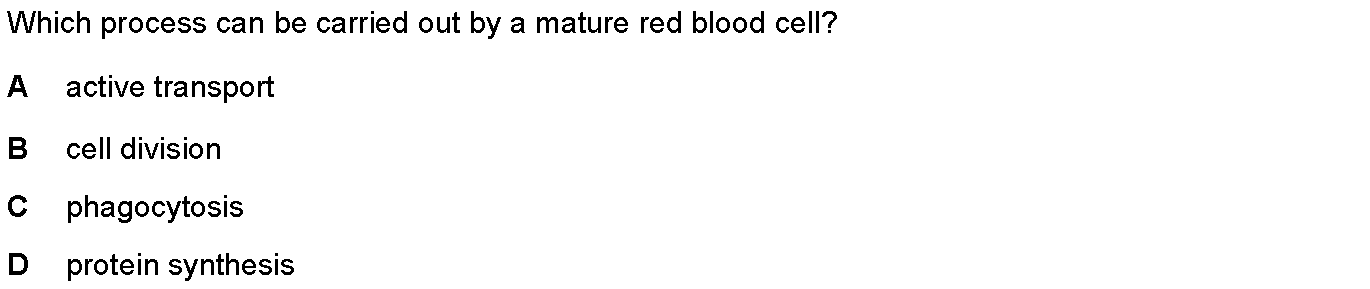 Which process can be carried out by a mature red blood cell?
A active transport
B cell division
C phagocytosis
D protein synthesis